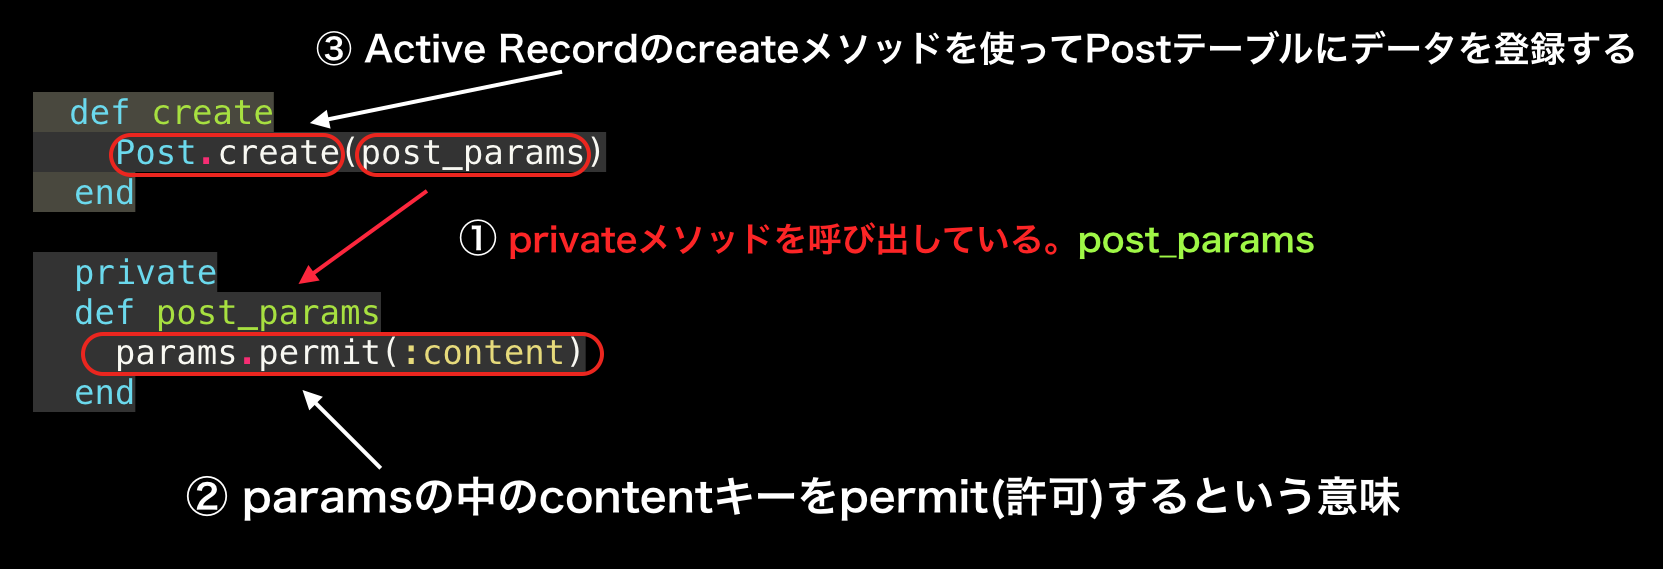 ③ Active Recordのcreateメソッドを使ってPostテーブルにデータを登録する
def create
Post.create(post_params)
end
① privateメソッドを呼び出している。post_params
private
def post_params
params.permit(:content)
end
② paramsの中のcontentキーをpermit(許可)するという意味